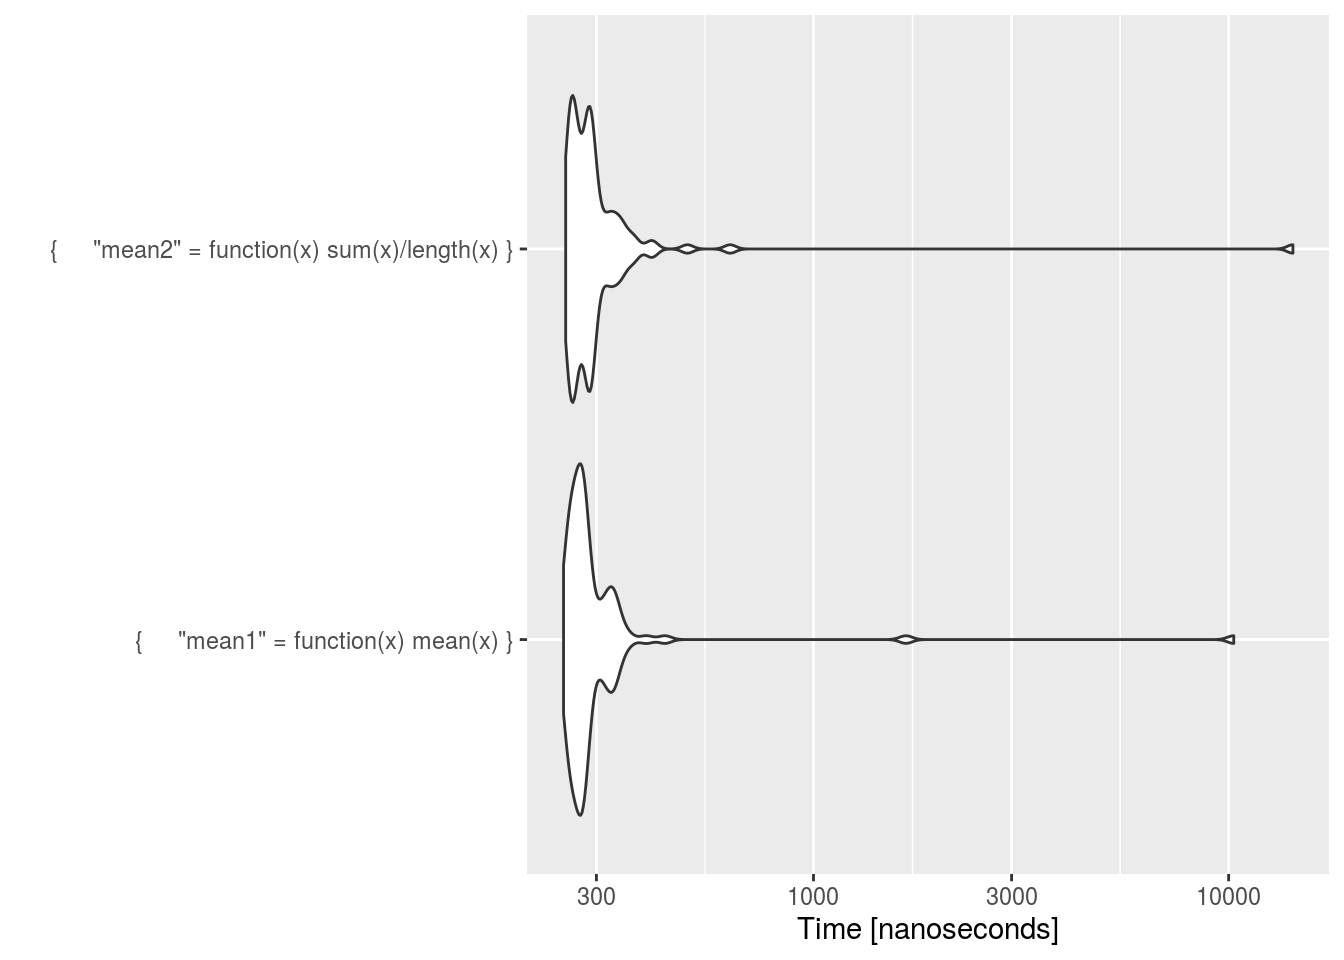 {     "mean2" = function(x) sum(x)/length(x) }
{     "mean1" = function(x) mean(x) }
300 1000 3000 10000
Time [nanoseconds]